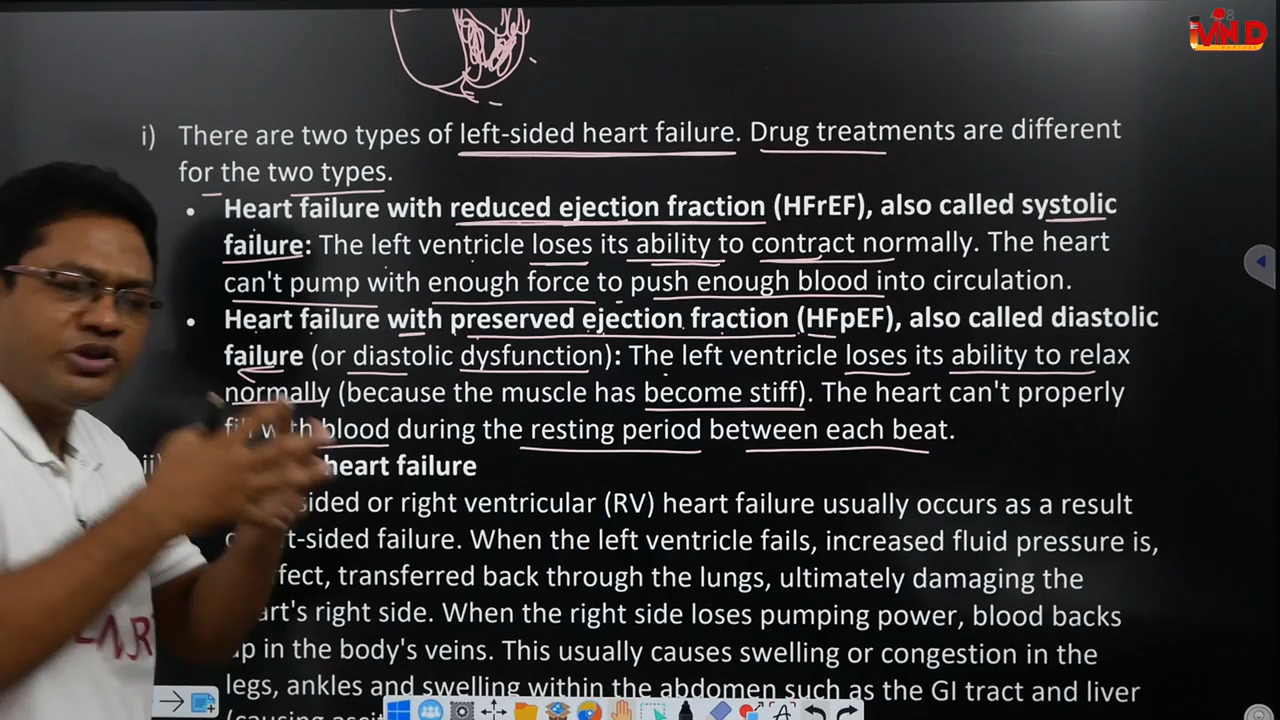 iMN.D
i) There are two types of left-sided heart failure. Drug treatments are different
for the two types.
• Heart failure with reduced ejection fraction (HFrEF), also called systolic
failure: The left ventricle loses its ability to contract normally. The heart
can't pump with enough force to push enough blood into circulation.
• Heart failure with preserved ejection fraction (HFpEF), also called diastolic
failure (or diastolic dysfunction): The left ventricle loses its ability to relax
normally (because the muscle has become stiff). The heart can't properly
with blood during the resting period between each beat.
heart failure
sided or right ventricular (RV) heart failure usually occurs as a result
t-sided failure. When the left ventricle fails, increased fluid pressure is,
fect, transferred back through the lungs, ultimately damaging the
art's right side. When the right side loses pumping power, blood backs
up in the body's veins. This usually causes swelling or congestion in the
legs, ankles and swelling within the abdomen such as the GI tract and liver